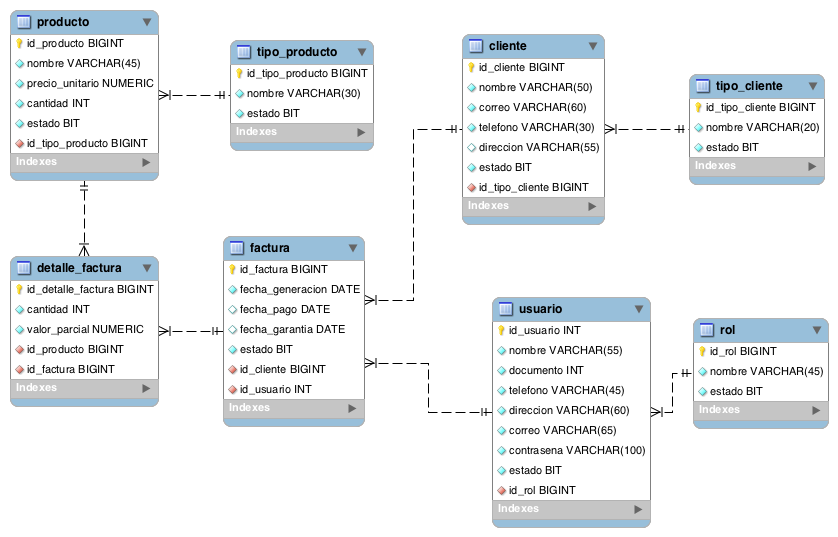 producto
id_producto BIGINT
nombre VARCHAR(45)
precio_unitario NUMERIC
cantidad INT
estado BIT
id_tipo_producto BIGINT
Indexes
tipo_producto
id_tipo_producto BIGINT
nombre VARCHAR(30)
estado BIT
Indexes
cliente
id_cliente BIGINT
nombre VARCHAR(50)
correo VARCHAR(60)
telefono VARCHAR(30)
direccion VARCHAR(55)
estado BIT
id_tipo_cliente BIGINT
Indexes
tipo_cliente
id_tipo_cliente BIGINT
nombre VARCHAR(20)
estado BIT
Indexes
detalle_factura
id_detalle_factura BIGINT
cantidad INT
valor_parcial NUMERIC
id_producto BIGINT
id_factura BIGINT
Indexes
factura
id_factura BIGINT
fecha_generacion DATE
fecha_pago DATE
fecha_garantia DATE
estado BIT
id_cliente BIGINT
id_usuario INT
Indexes
usuario
id_usuario INT
nombre VARCHAR(55)
documento INT
telefono VARCHAR(45)
direccion VARCHAR(60)
correo VARCHAR(65)
contrasena VARCHAR(100)
estado BIT
id_rol BIGINT
Indexes
rol
id_rol BIGINT
nombre VARCHAR(45)
estado BIT
Indexes